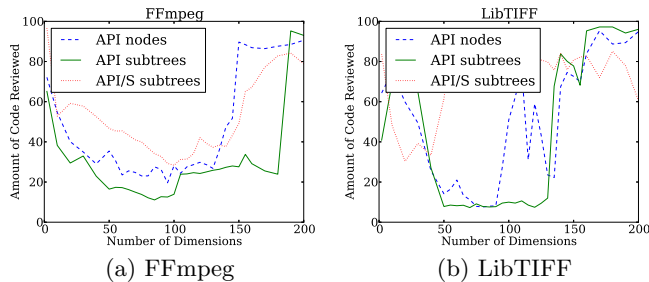 FFmpeg
100
80
60
40
20
0
Amount of Code Reviewed
API nodes
API subtrees
API/S subtrees
0 50 100 150 200
Number of Dimensions
(a) FFmpeg
LibTIFF
100
80
60
40
20
0
Amount of Code Reviewed
API nodes
API subtrees
API/S subtrees
0 50 100 150 200
Number of Dimensions
(b) LibTIFF